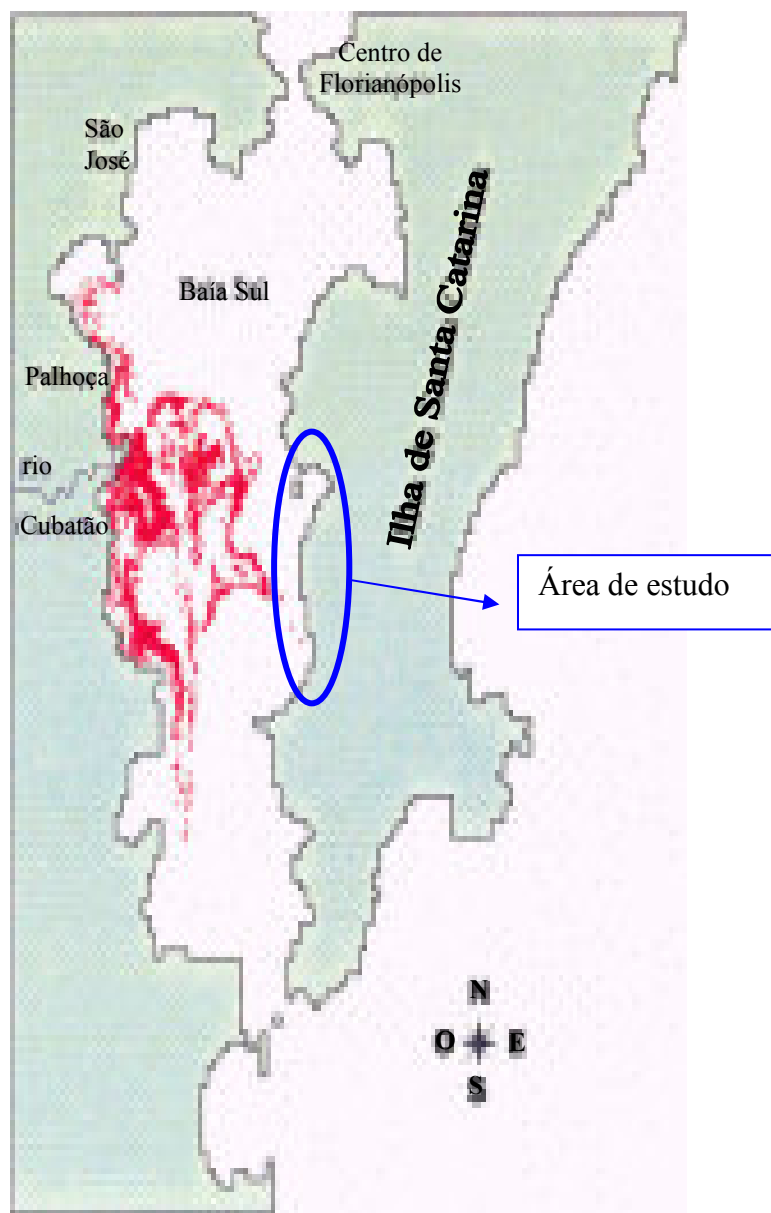 Centro de
Florianópolis
São
José
Baía Sul
Ilha de Santa Catarina
Palhoça
rio
Cubatão
Área de estudo
N
O E
S